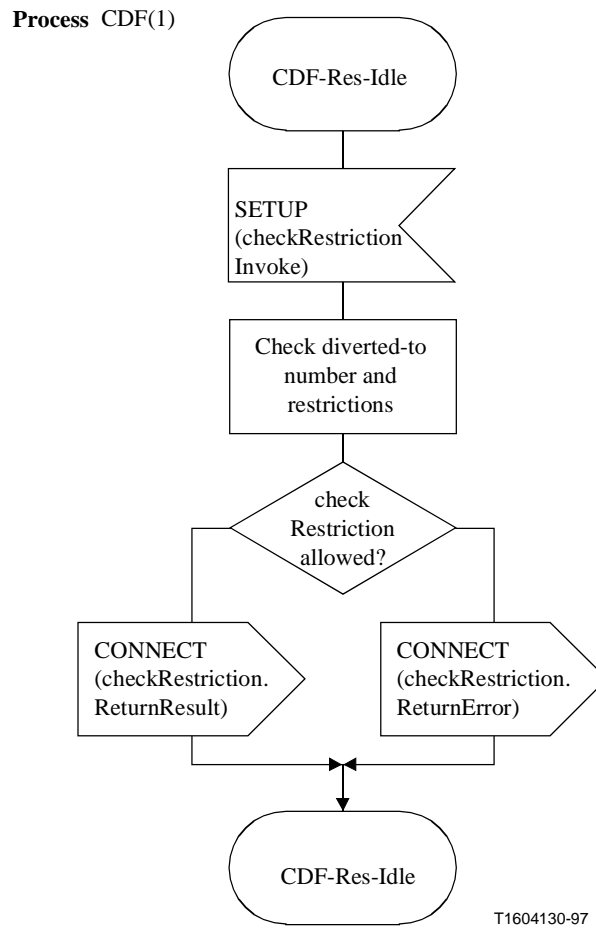 Process CDF(1)
CDF-Res-Idle
SETUP
(checkRestriction
Invoke)
Check diverted-to
number and
restrictions
check
Restriction
allowed?
CONNECT
(checkRestriction.
ReturnResult)
CONNECT
(checkRestriction.
ReturnError)
CDF-Res-Idle
T1604130-97